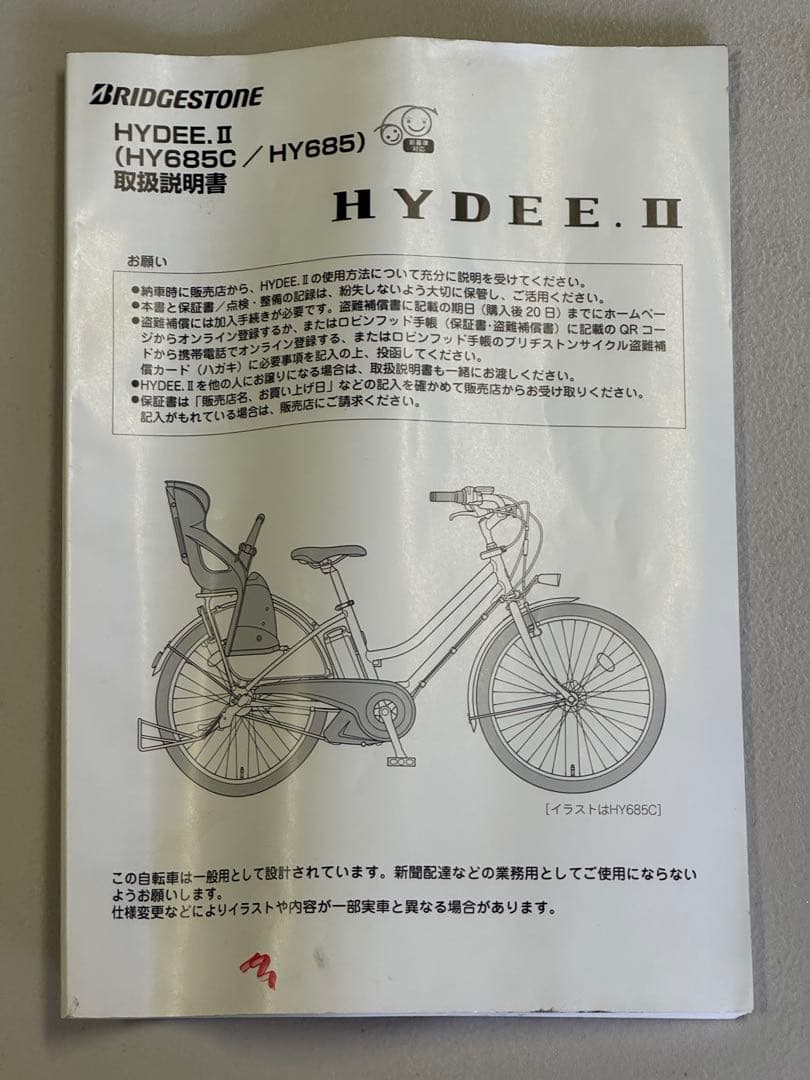 BRIDGESTONE
HYDEE.Ⅱ
(HY685C／HY685)
取扱説明書
新基準
対応
HYDEE.Ⅱ
お願い
●納車時に販売店から、HYDEE.Ⅱの使用方法について充分に説明を受けてください。
●本書と保証書／点検・整備の記録は、紛失しないよう大切に保管し、ご活用ください。
●盗難補償には加入手続きが必要です。盗難補償書に記載の期日（購入後20日）までにホームペー
ジからオンライン登録するか、またはロビンフッド手帳（保証書・盗難補償書）に記載のQRコー
ドから携帯電話でオンライン登録する、またはロビンフッド手帳のブリヂストンサイクル盗難補
償カード（ハガキ）に必要事項を記入の上、投函してください。
●HYDEE.Ⅱを他の人にお譲りになる場合は、取扱説明書も一緒にお渡しください。
●保証書は「販売店名、お買い上げ日」などの記入を確かめて販売店からお受け取りください。
記入がもれている場合は、販売店にご請求ください。
［イラストはHY685C］
この自転車は一般用として設計されています。新聞配達などの業務用としてご使用にならない
ようお願いします。
仕様変更などによりイラストや内容が一部実車と異なる場合があります。